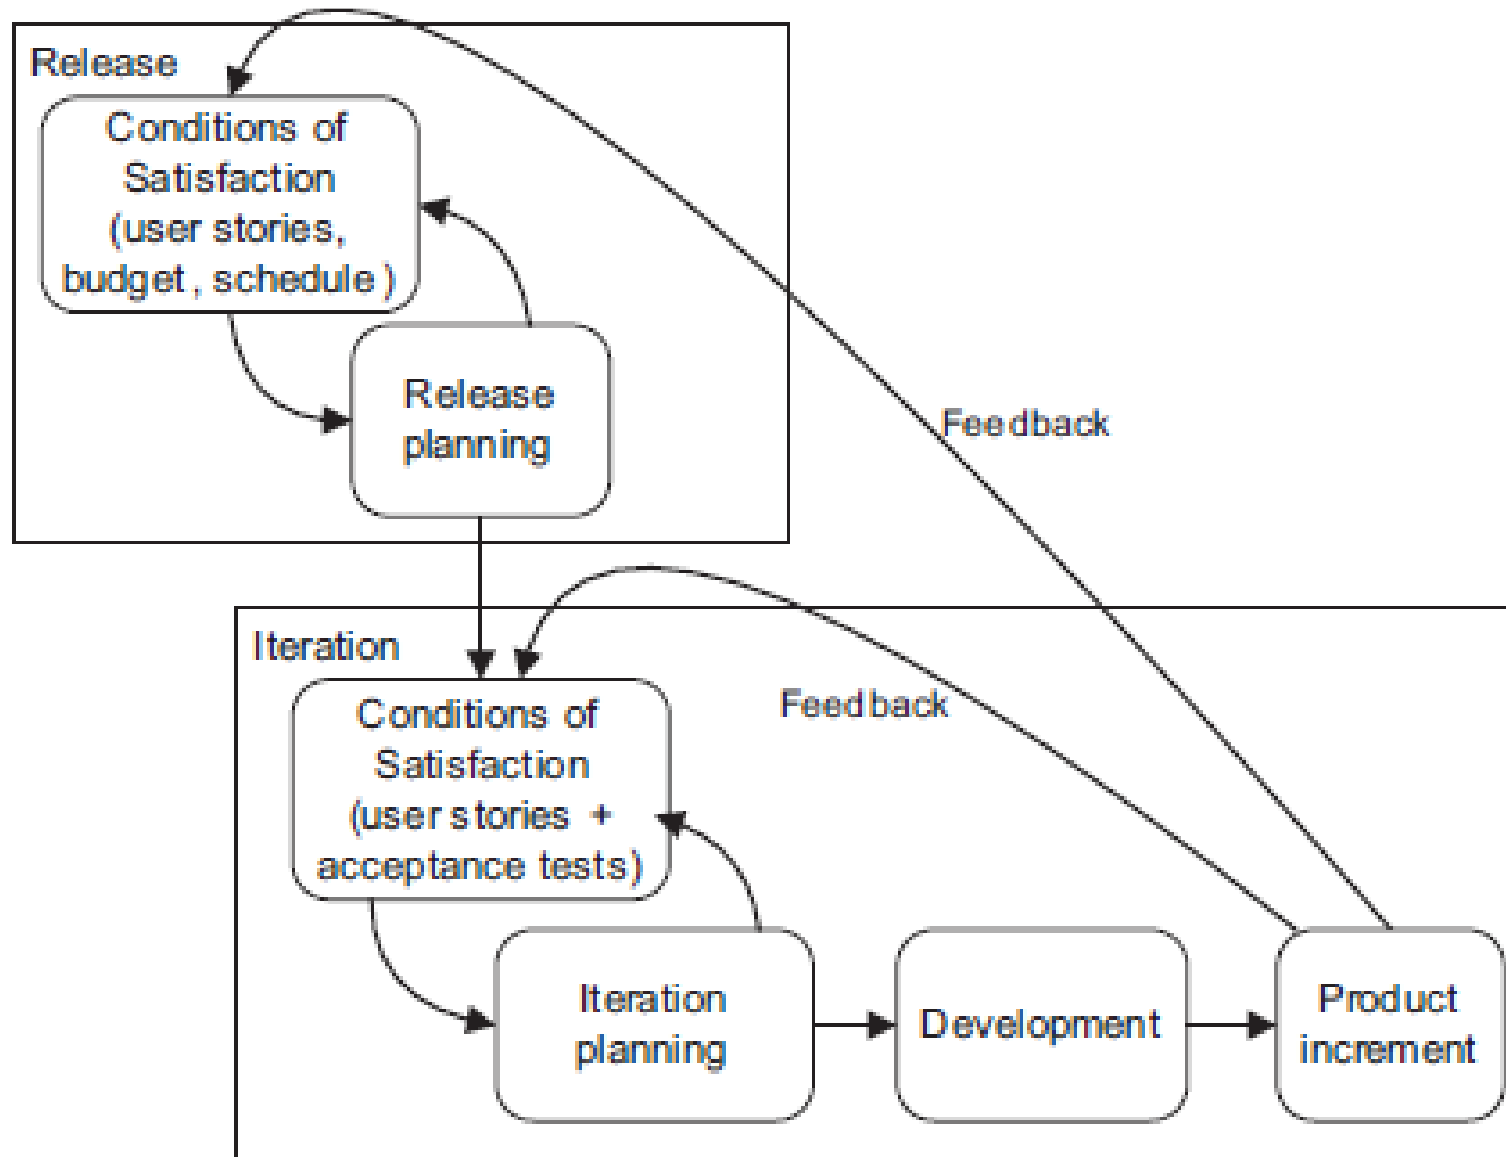 Release
Conditions of
Satisfaction
(user stories,
budget, schedule)
Release
planning
Feedback
Iteration
Conditions of
Satisfaction
(user stories +
acceptance tests)
Feedback
Iteration
planning
Development
Product
increment